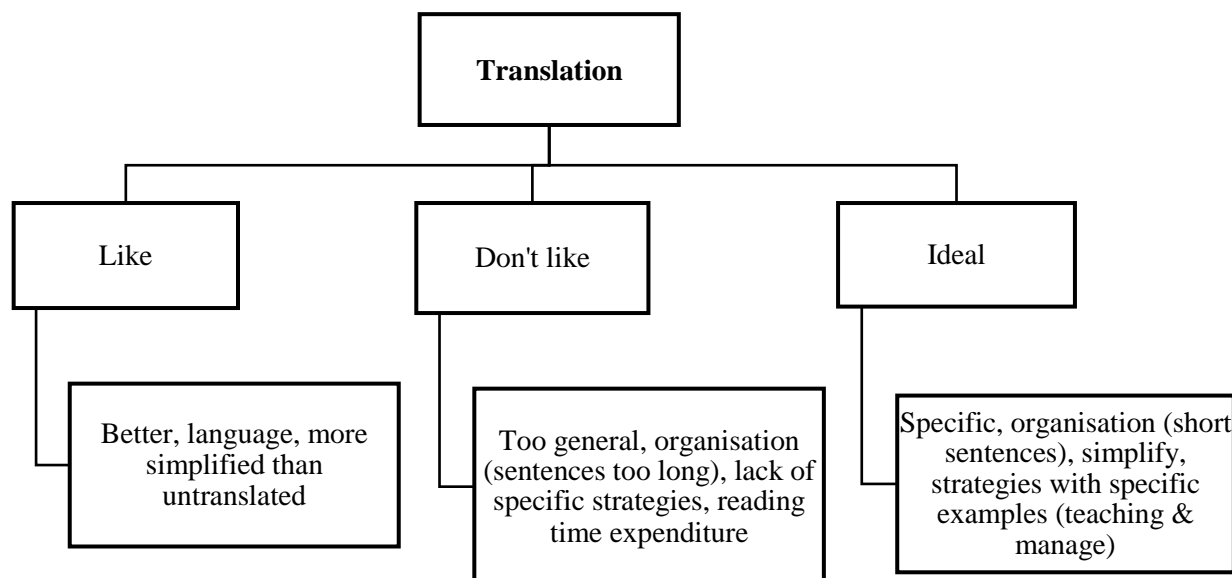 Translation
Like
Don't like
Ideal
Better, language, more
simplified than
untranslated
Too general, organisation
(sentences too long), lack of
specific strategies, reading
time expenditure
Specific, organisation (short
sentences), simplify,
strategies with specific
examples (teaching &
manage)